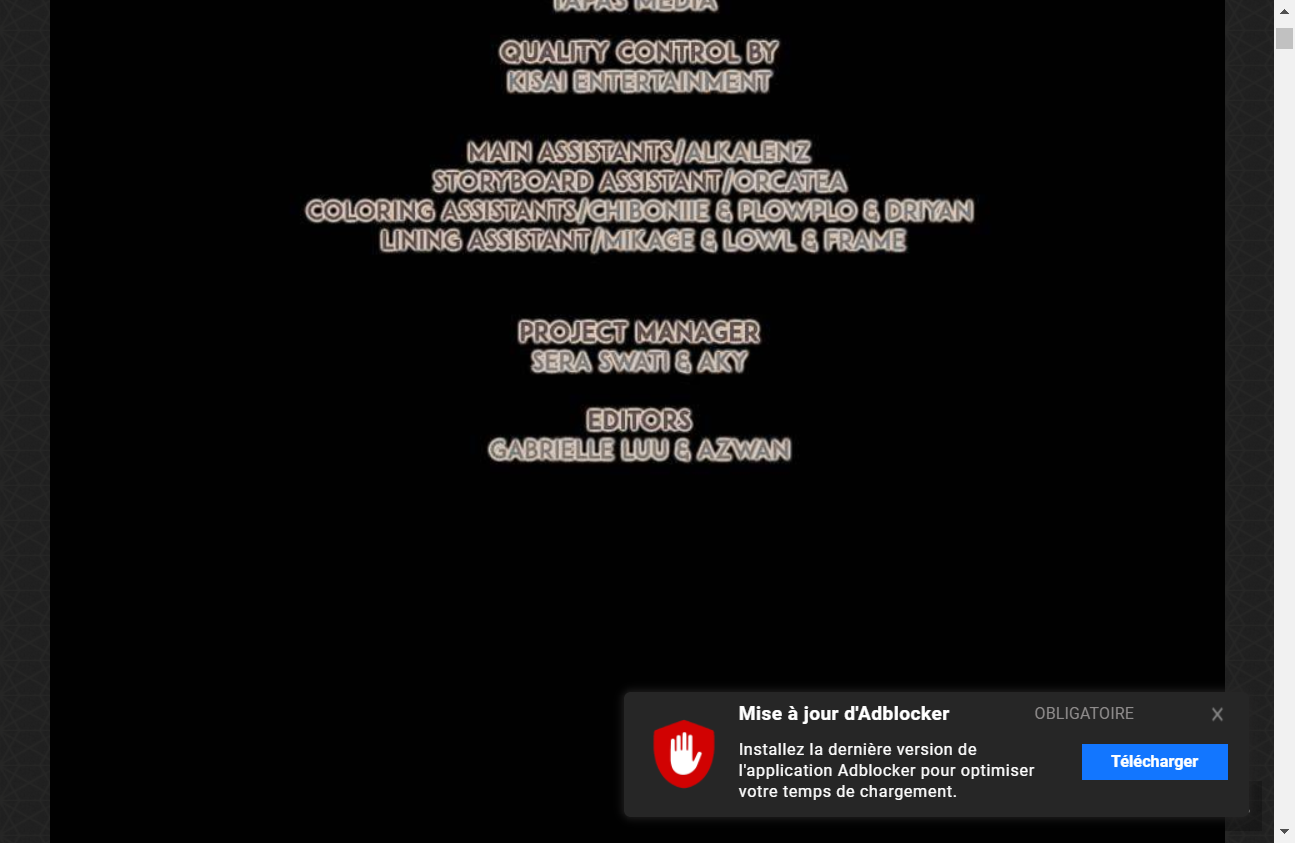 TAPAS MEDIA
QUALITY CONTROL BY
KISAI ENTERTAINMENT
MAIN ASSISTANTS/ALKALENZ
STORYBOARD ASSISTANT/ORCATEA
COLORING ASSISTANTS/CHIBONIIE & PLOWPLO & DRIYAN
LINING ASSISTANT/MIKAGE & LOWL & FRAME
PROJECT MANAGER
SERA SWATI & AKY
EDITORS
GABRIELLE LUU & AZWAN
Mise à jour d'Adblocker
OBLIGATOIRE
X
Installez la dernière version de
l'application Adblocker pour optimiser
votre temps de chargement.
Télécharger